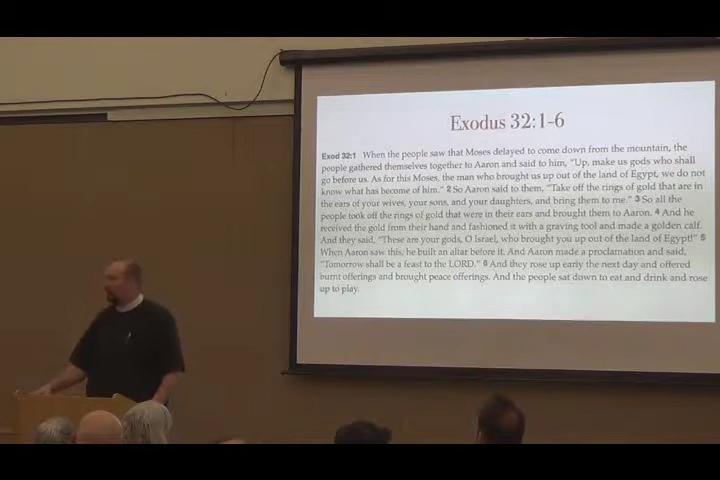 Exodus 32:1-6
Exod 32:1 When the people saw that Moses delayed to come down from the mountain, the
people gathered themselves together to Aaron and said to him, “Up, make us gods who shall
go before us. As for this Moses, the man who brought us up out of the land of Egypt, we do not
know what has become of him.” 2 So Aaron said to them, “Take off the rings of gold that are in
the ears of your wives, your sons, and your daughters, and bring them to me.” 3 So all the
people took off the rings of gold that were in their ears and brought them to Aaron. 4 And he
received the gold from their hand and fashioned it with a graving tool and made a golden calf.
And they said, “These are your gods, O Israel, who brought you up out of the land of Egypt!” 5
When Aaron saw this, he built an altar before it. And Aaron made a proclamation and said,
“Tomorrow shall be a feast to the LORD.” 6 And they rose up early the next day and offered
burnt offerings and brought peace offerings. And the people sat down to eat and drink and rose
up to play.